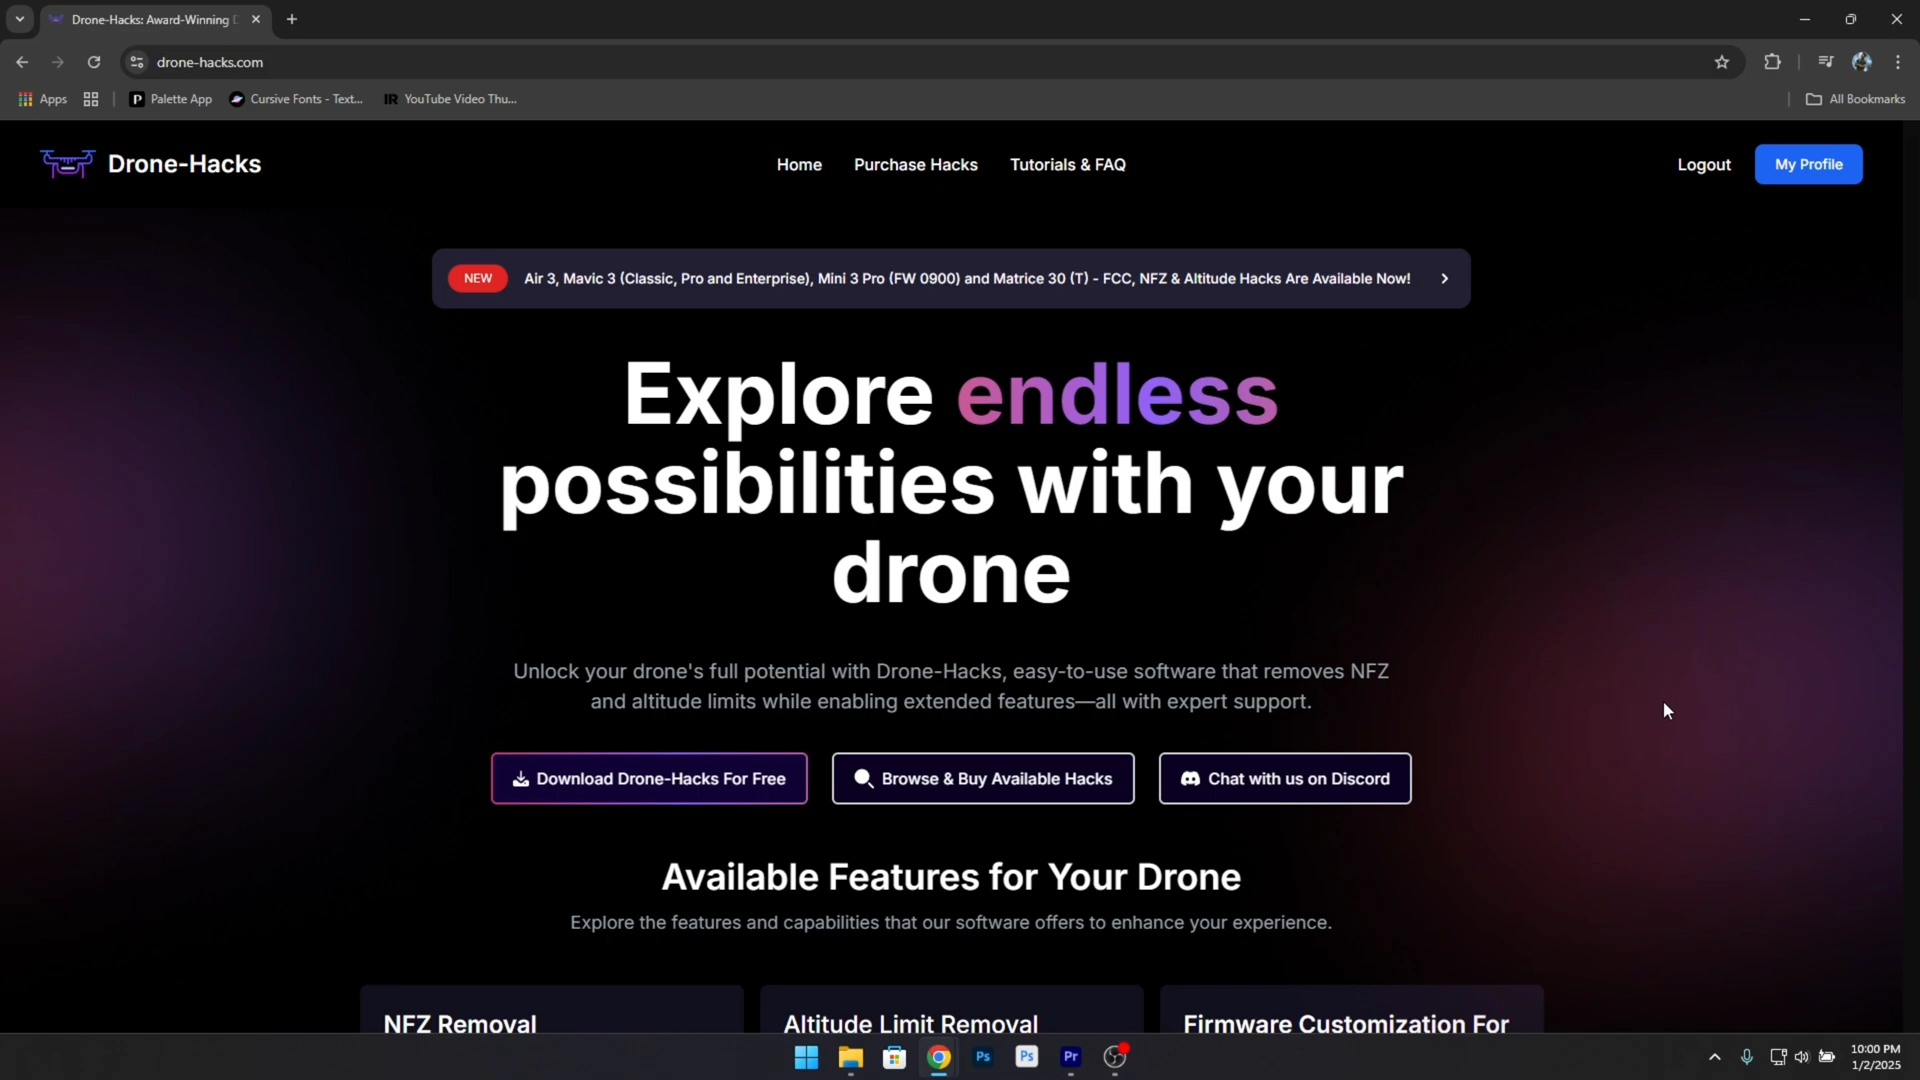 Drone-Hacks: Award-Winning
drone-hacks.com
Apps
P Palette App
Cursive Fonts - Text...
IR YouTube Video Thu...
All Bookmarks
Drone-Hacks
Home
Purchase Hacks
Tutorials & FAQ
Logout
My Profile
NEW
Air 3, Mavic 3 (Classic, Pro and Enterprise), Mini 3 Pro (FW 0900) and Matrice 30 (T) - FCC, NFZ & Altitude Hacks Are Available Now!
Explore endless
possibilities with your
drone
Unlock your drone's full potential with Drone-Hacks, easy-to-use software that removes NFZ
and altitude limits while enabling extended features—all with expert support.
Download Drone-Hacks For Free
Browse & Buy Available Hacks
Chat with us on Discord
Available Features for Your Drone
Explore the features and capabilities that our software offers to enhance your experience.
NFZ Removal
Altitude Limit Removal
Firmware Customization For
Ps
Ps
Pr
10:00 PM
1/2/2025